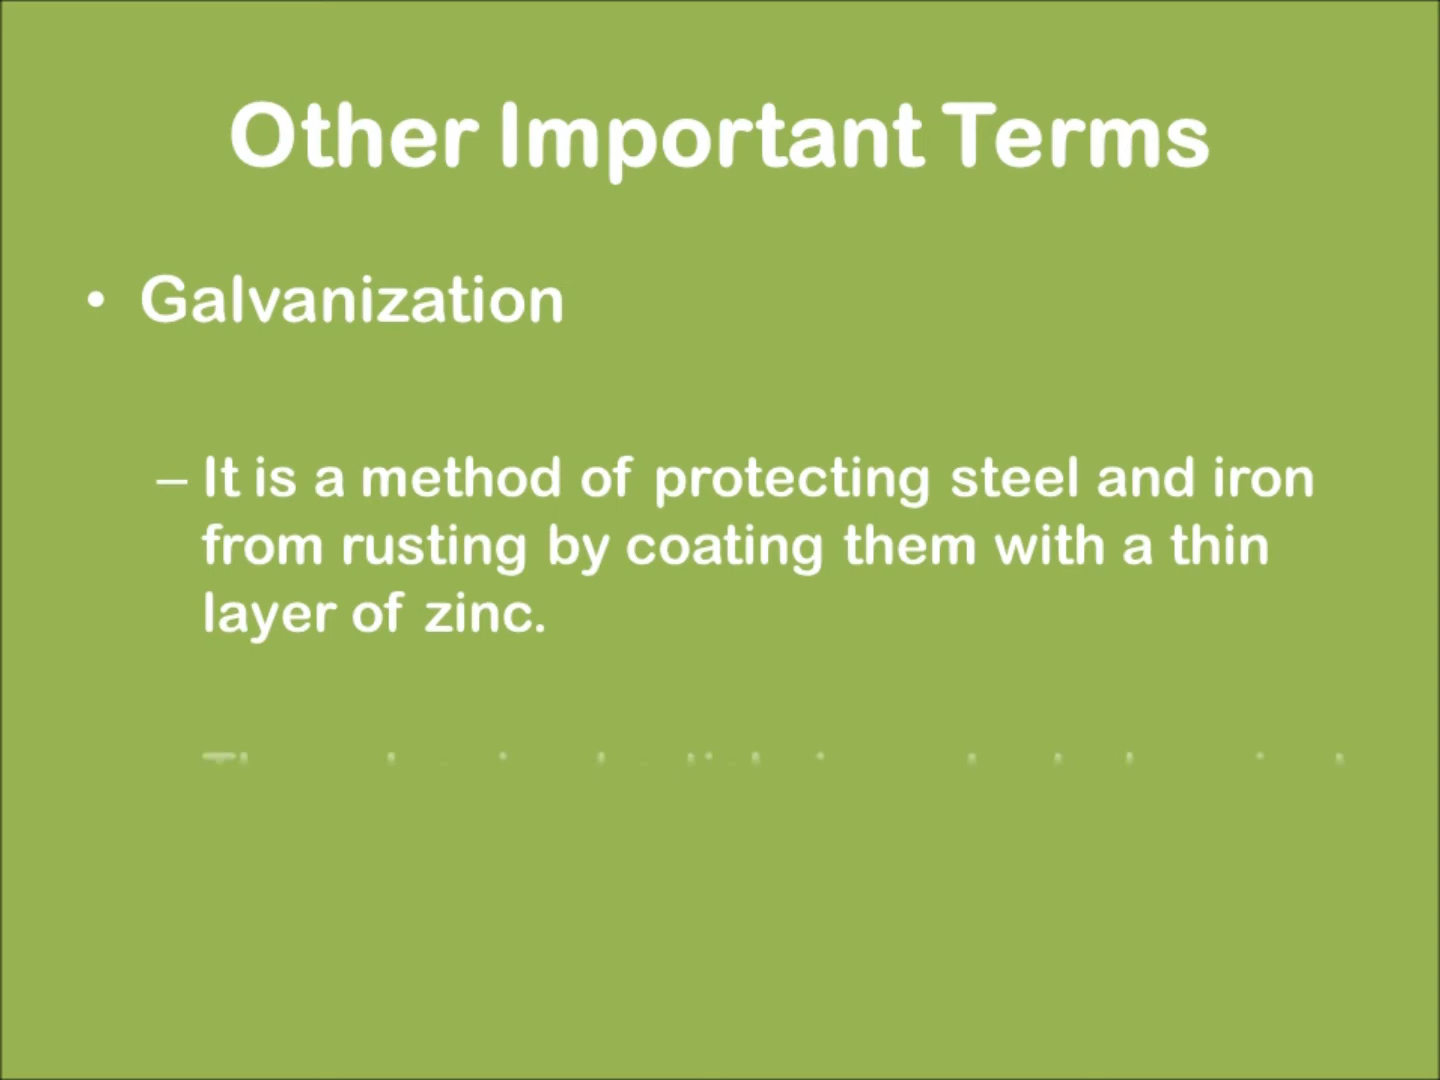 Other Important Terms
• Galvanization
– It is a method of protecting steel and iron
from rusting by coating them with a thin
layer of zinc.